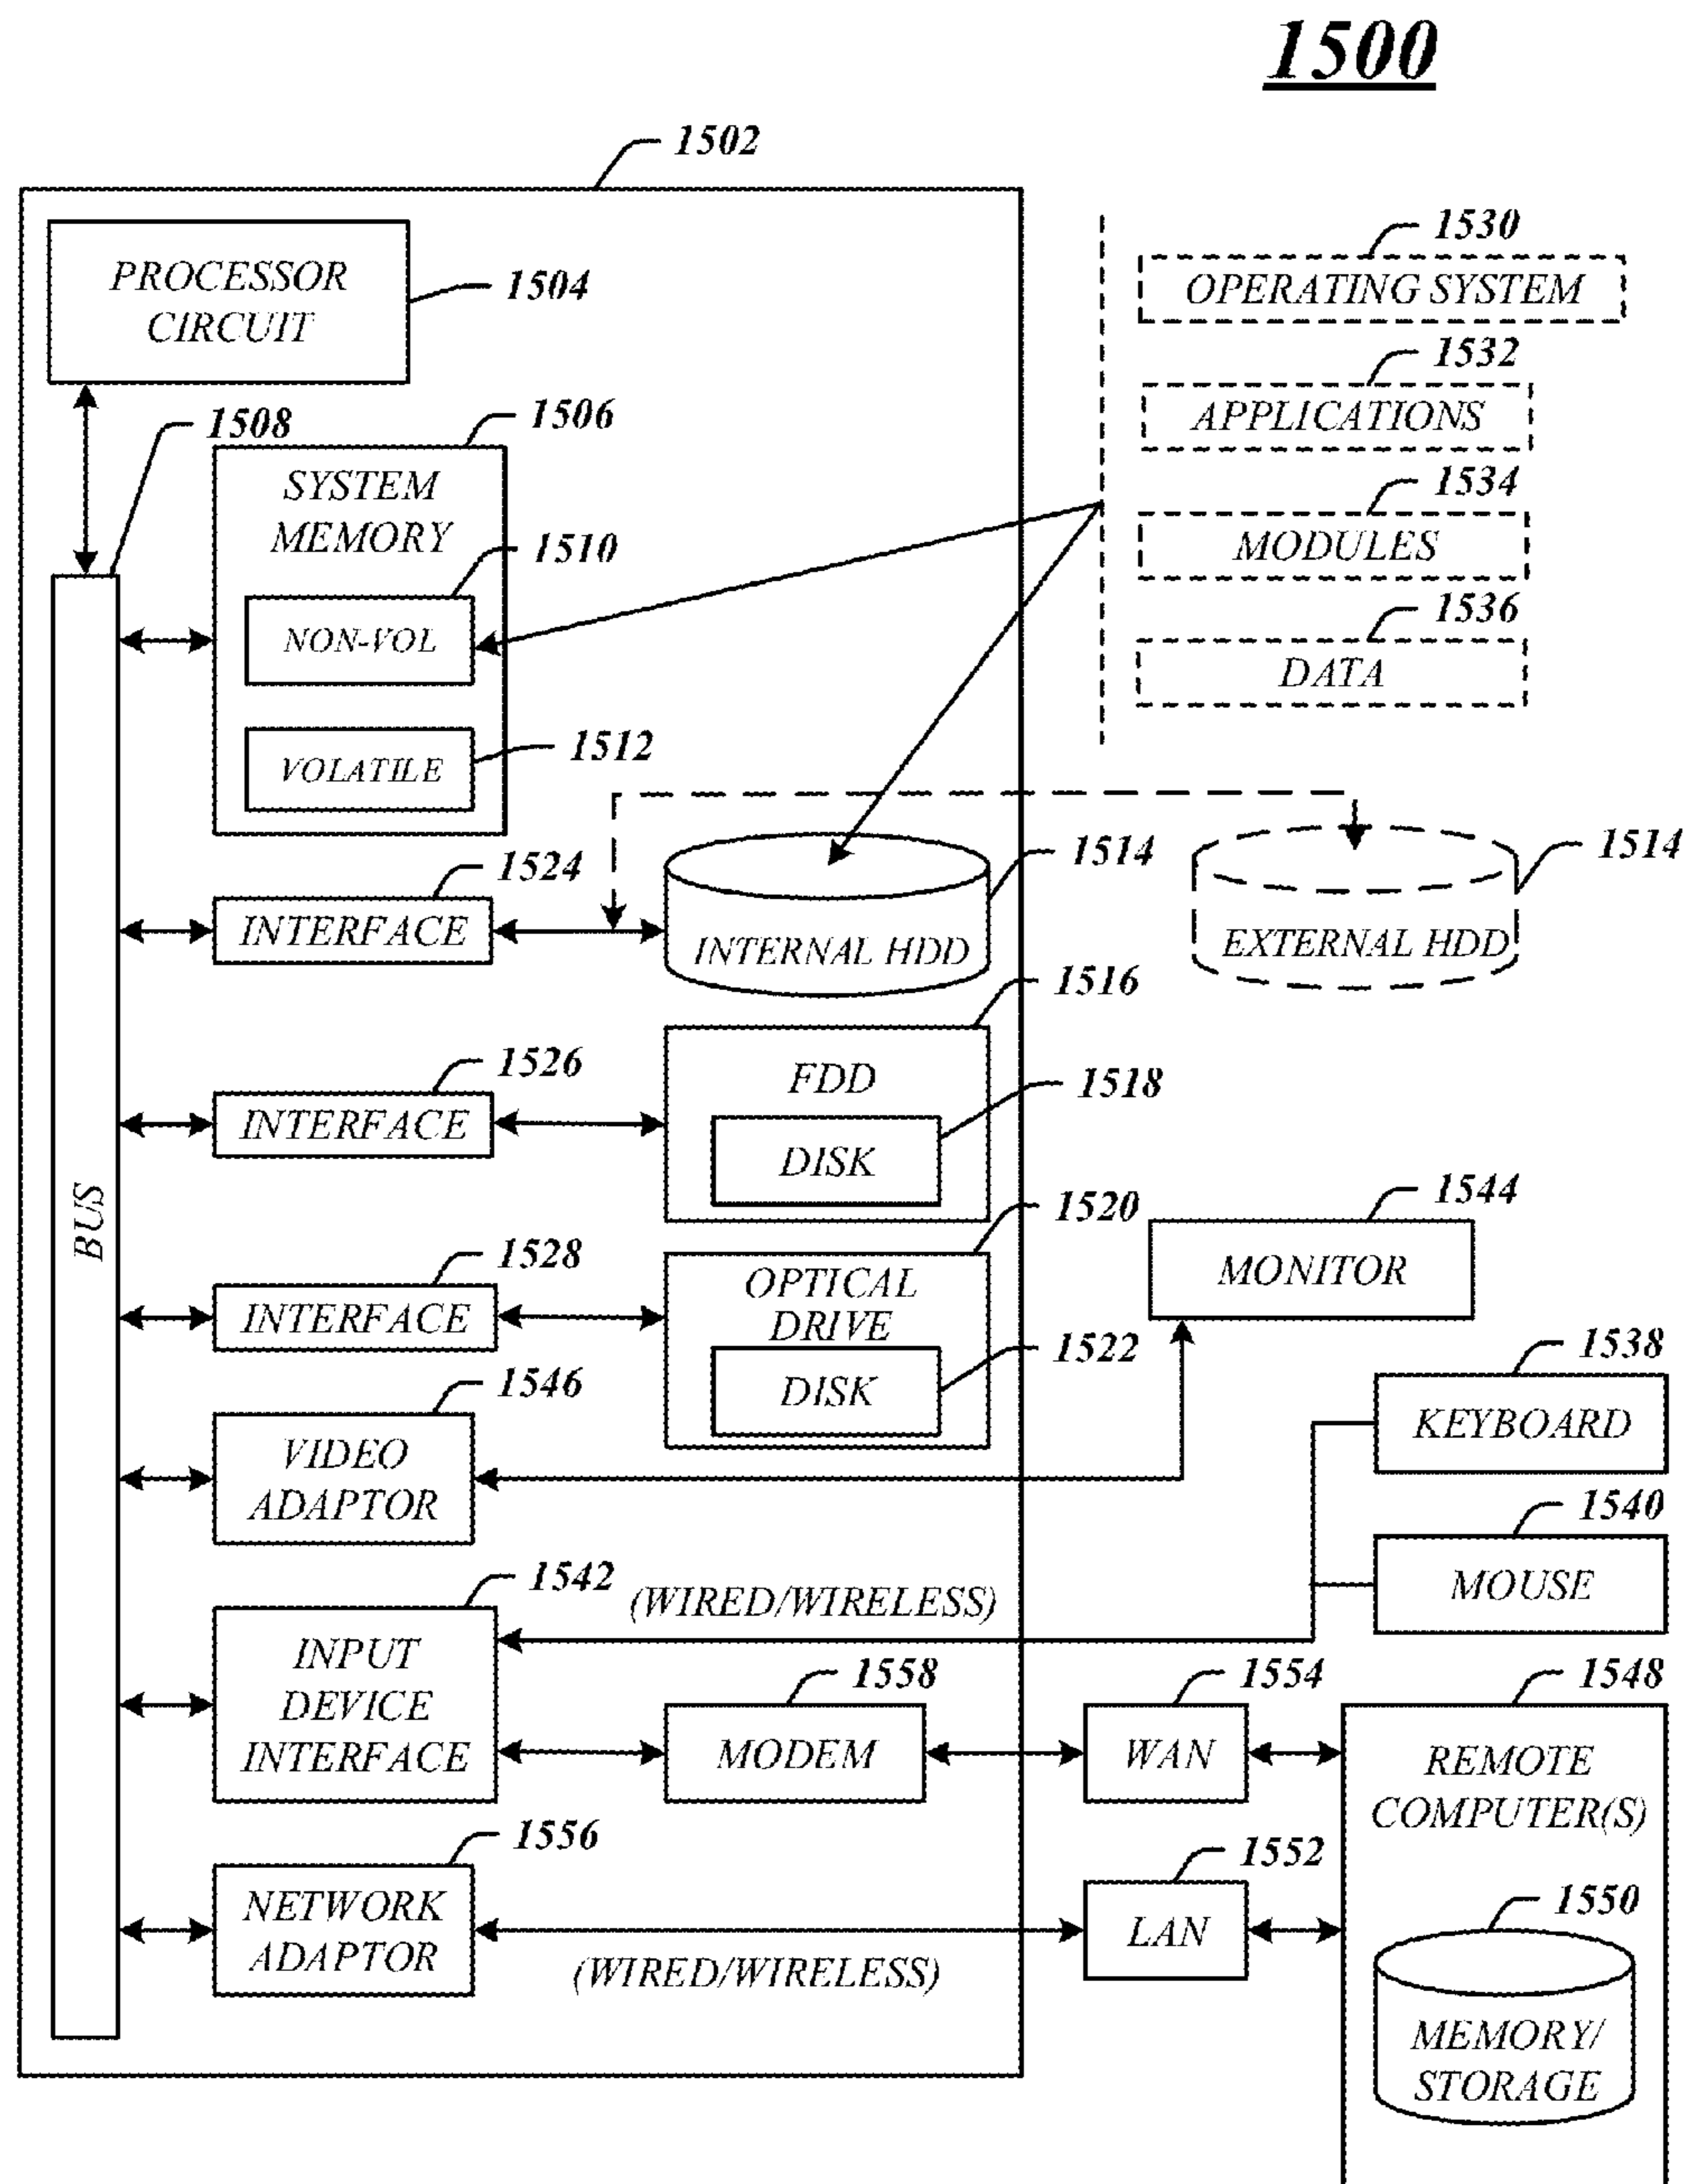 1500
1502
PROCESSOR
CIRCUIT
1504
1530
OPERATING SYSTEM
1532
APPLICATIONS
1534
MODULES
1536
DATA
1508
1506
SYSTEM
MEMORY
1510
NON-VOL
1512
VOLATILE
1524
INTERFACE
1514
INTERNAL HDD
1514
EXTERNAL HDD
1516
1526
INTERFACE
FDD
1518
DISK
BUS
1520
1528
INTERFACE
OPTICAL
DRIVE
1522
DISK
1544
MONITOR
1538
KEYBOARD
1546
VIDEO
ADAPTOR
1540
MOUSE
1542
(WIRED/WIRELESS)
INPUT
DEVICE
INTERFACE
1558
MODEM
1554
WAN
1548
REMOTE
COMPUTER(S)
1556
NETWORK
ADAPTOR
(WIRED/WIRELESS)
1552
LAN
1550
MEMORY/
STORAGE